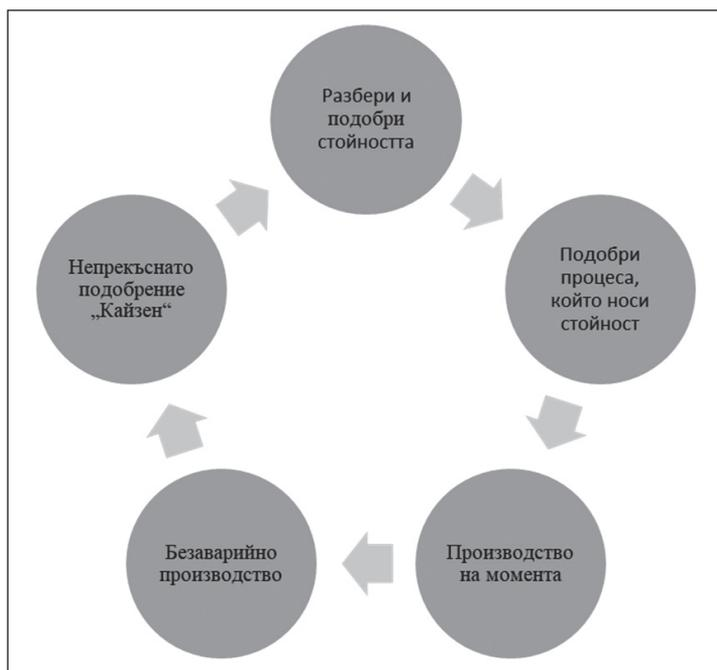 Разбери и
подобри
стойността
Подобри
процеса,
който носи
стойност
Производство
на момента
Безаварийно
производство
Непрекъснато
подобрение
„Кайзен“